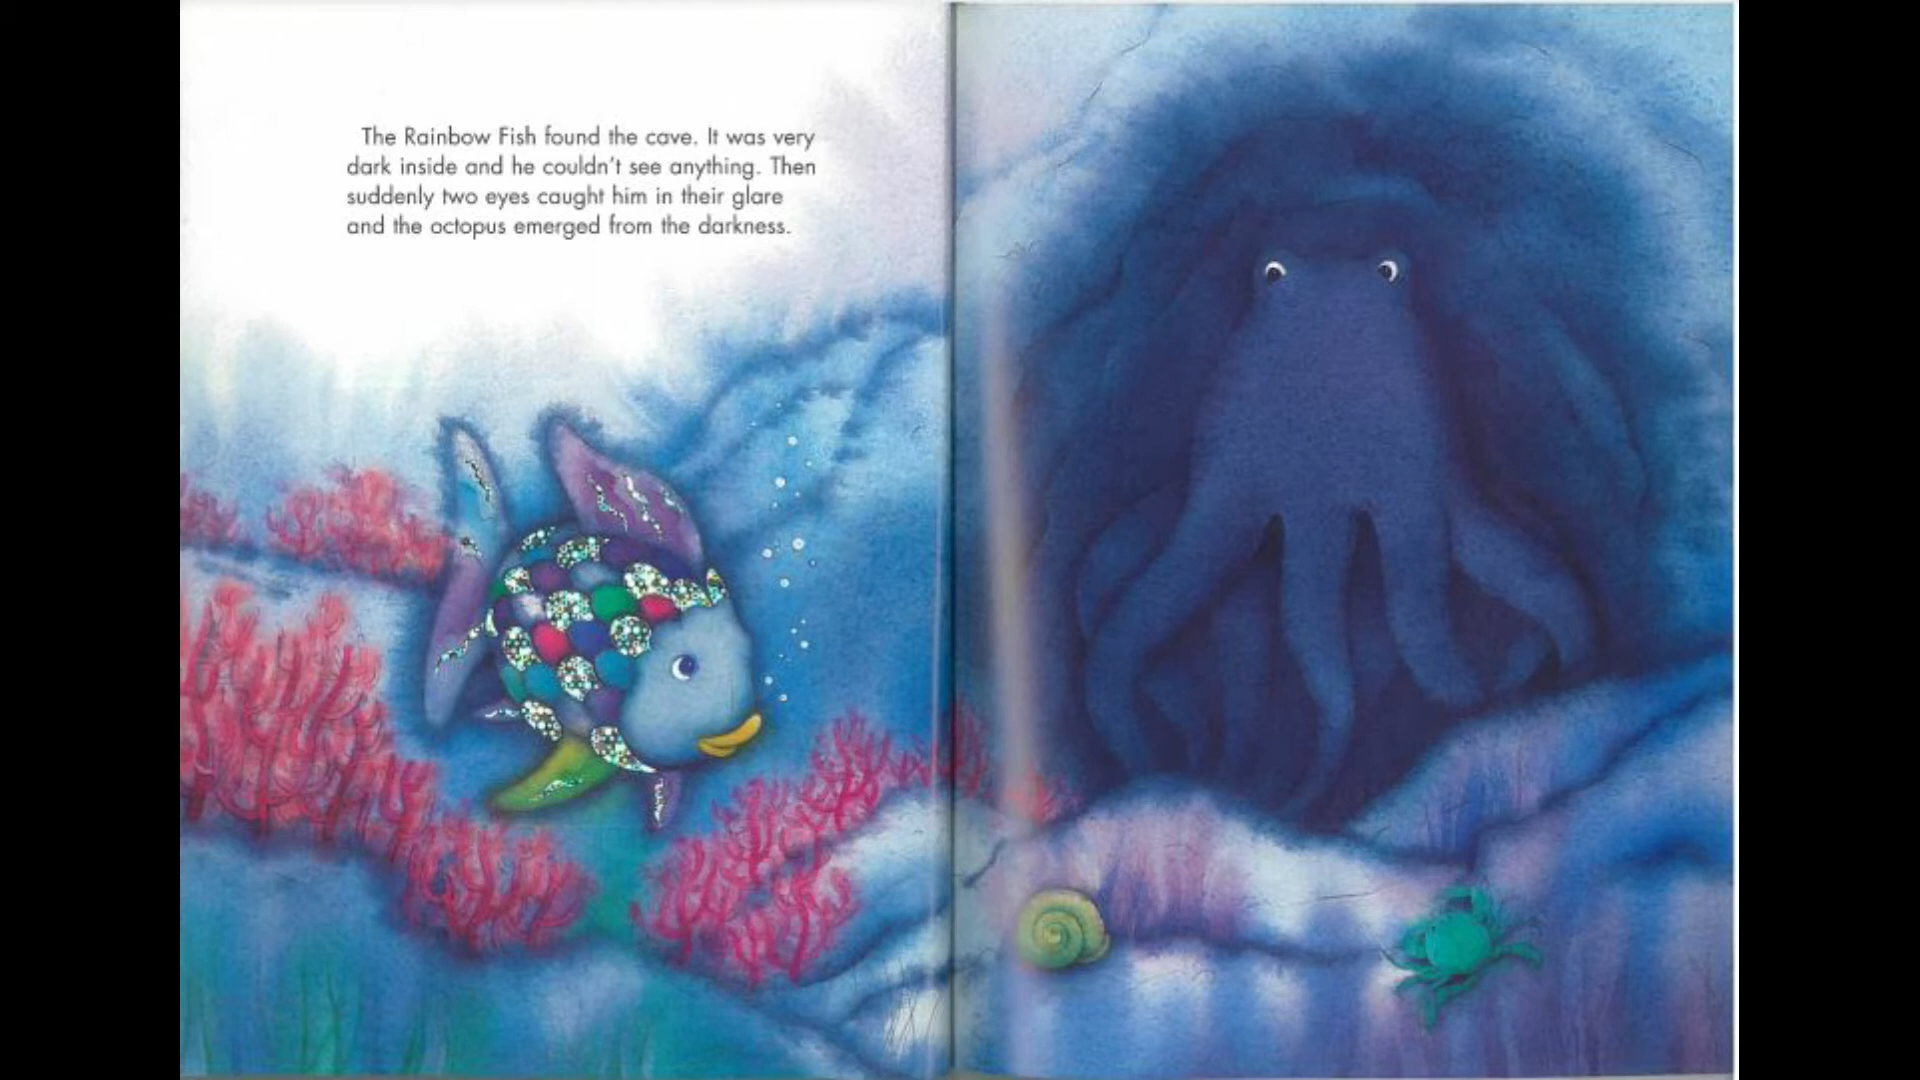 The Rainbow Fish found the cave. It was very
dark inside and he couldn't see anything. Then
suddenly two eyes caught him in their glare
and the octopus emerged from the darkness.